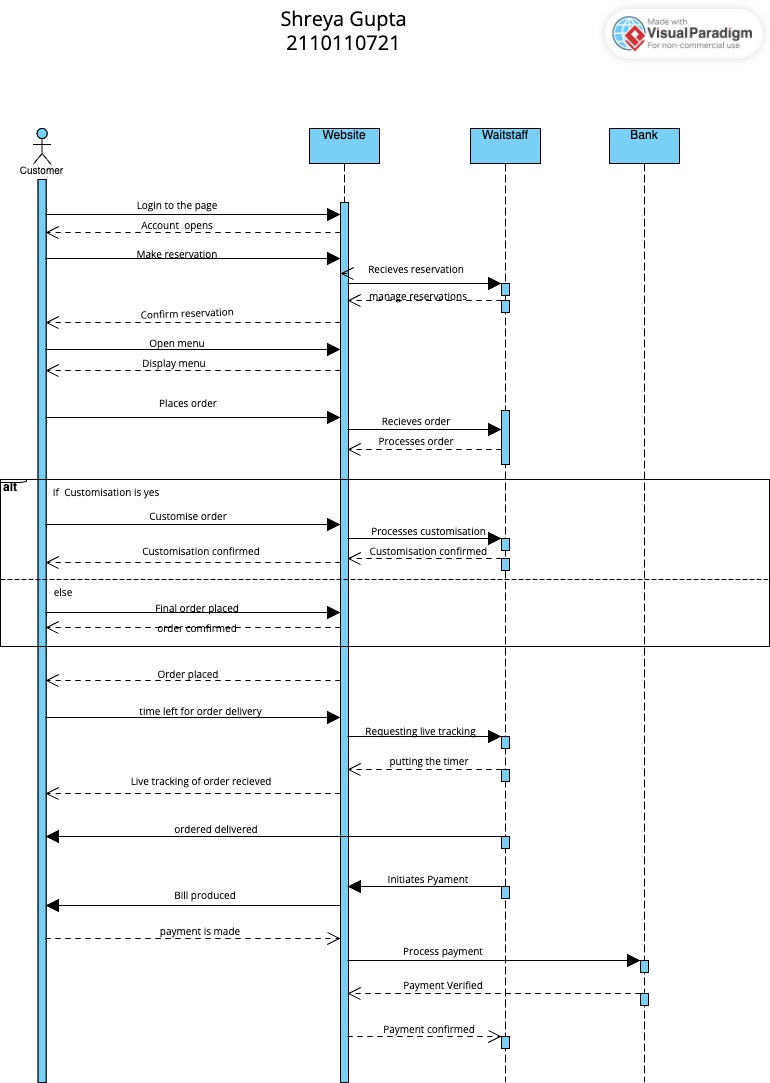 Shreya Gupta
2110110721
Made with
VisualParadigm
For non-commercial use
Customer
Website
Waitstaff
Bank
Login to the page
Account opens
Make reservation
Recieves reservation
manage reservations
Confirm reservation
Open menu
Display menu
Places order
Recieves order
Processes order
alt
If Customisation is yes
Customise order
Processes customisation
Customisation confirmed
Customisation confirmed
else
Final order placed
order comfirmed
Order placed
time left for order delivery
Requesting live tracking
putting the timer
Live tracking of order recieved
ordered delivered
Initiates Pyament
Bill produced
payment is made
Process payment
Payment Verified
Payment confirmed